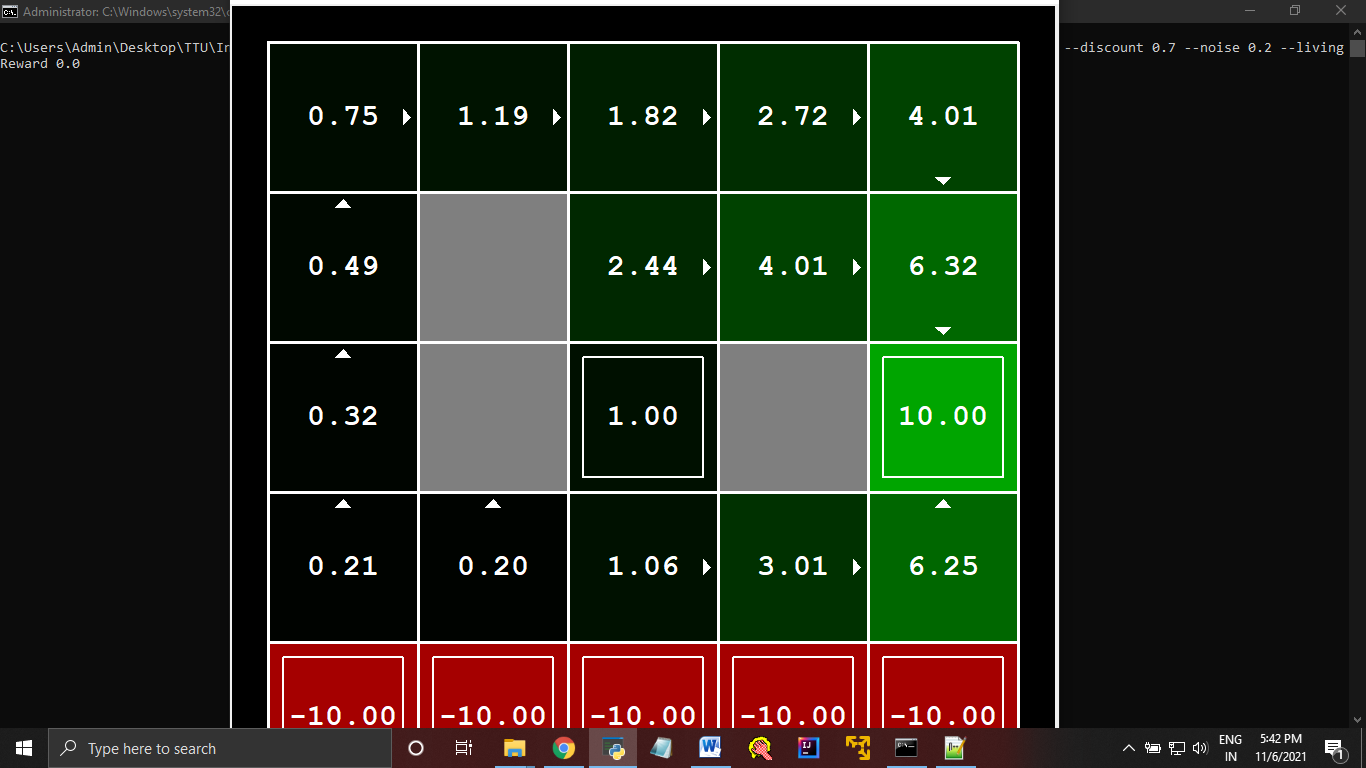 Administrator: C:\Windows\system32\
C:\Users\Admin\Desktop\TTU\In
--discount 0.7 --noise 0.2 --living
Reward 0.0
0.75 1.19 1.82 2.72 4.01
0.49 2.44 4.01 6.32
0.32 1.00 10.00
0.21 0.20 1.06 3.01 6.25
-10.00 -10.00 -10.00 -10.00 -10.00
Type here to search
ENG
IN
5:42 PM
11/6/2021
1